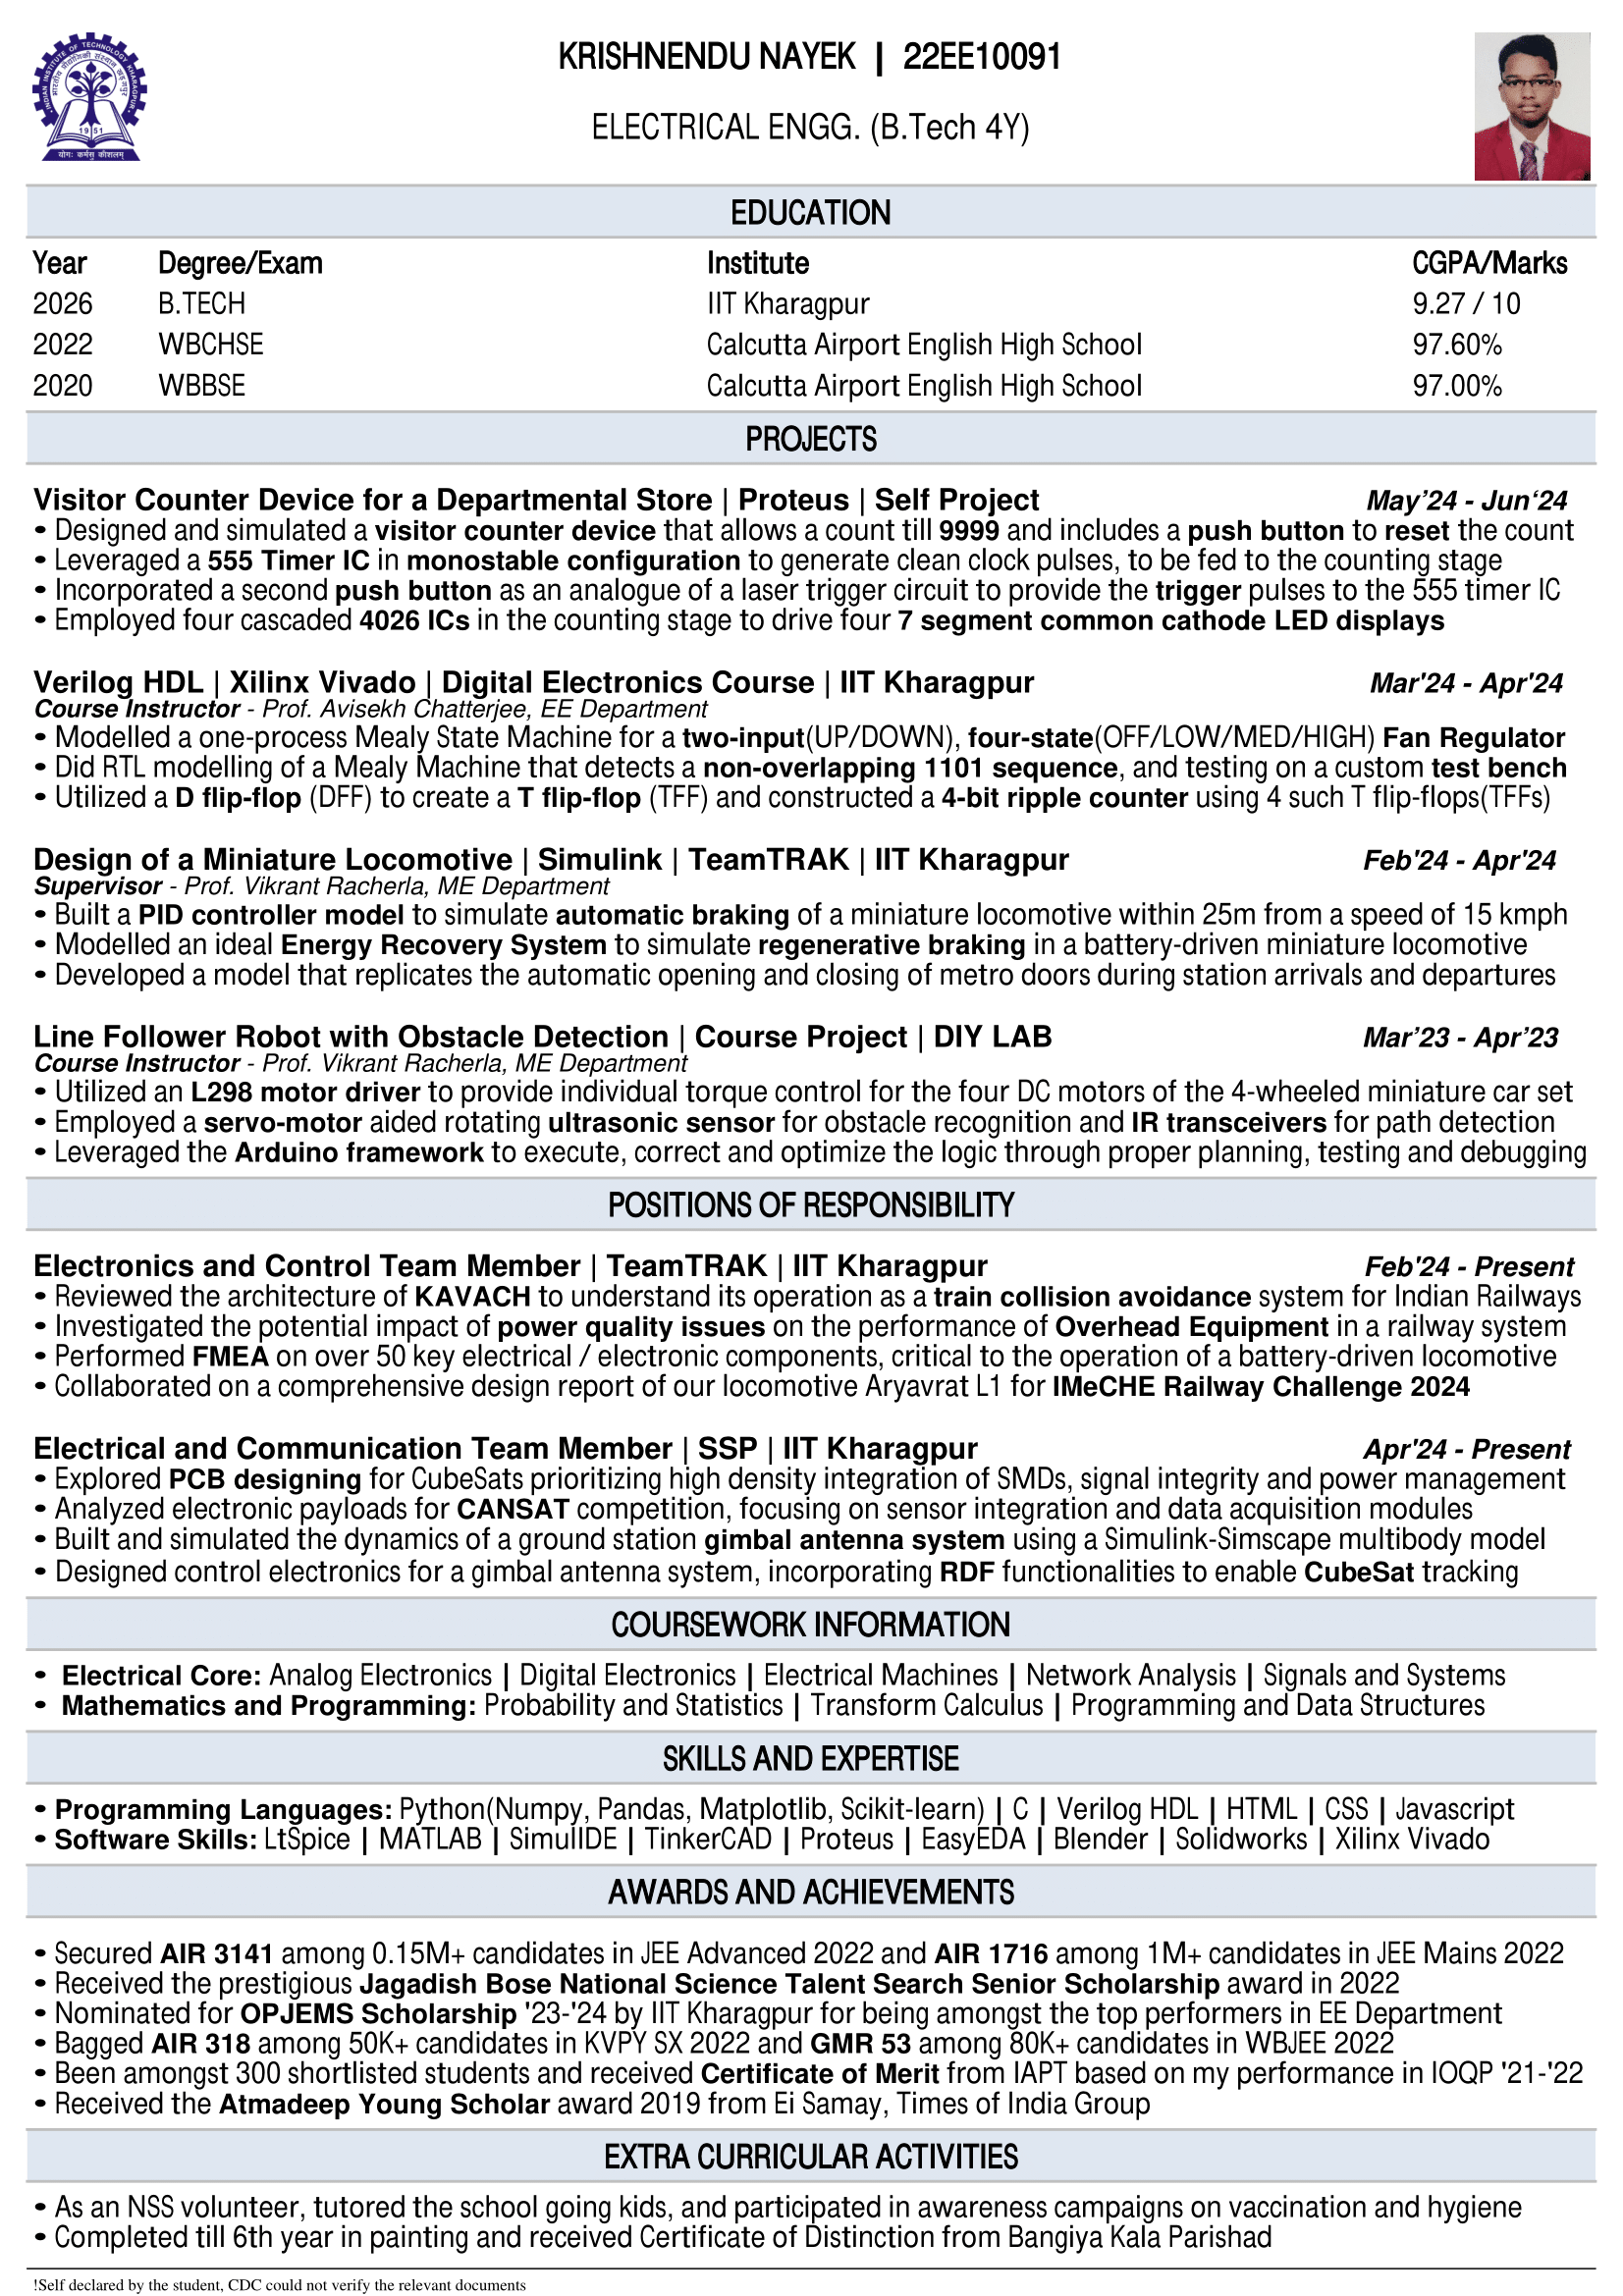 INDIAN INSTITUTE OF TECHNOLOGY KHARAGPUR
भारतीय प्रौद्योगिकी संस्थान खड़गपुर
1951
योगः कर्मसु कौशलम्
KRISHNENDU NAYEK | 22EE10091
ELECTRICAL ENGG. (B.Tech 4Y)
EDUCATION
Year Degree/Exam Institute CGPA/Marks
2026 B.TECH IIT Kharagpur 9.27 / 10
2022 WBCHSE Calcutta Airport English High School 97.60%
2020 WBBSE Calcutta Airport English High School 97.00%
PROJECTS
Visitor Counter Device for a Departmental Store | Proteus | Self Project May’24 - Jun‘24
• Designed and simulated a visitor counter device that allows a count till 9999 and includes a push button to reset the count
• Leveraged a 555 Timer IC in monostable configuration to generate clean clock pulses, to be fed to the counting stage
• Incorporated a second push button as an analogue of a laser trigger circuit to provide the trigger pulses to the 555 timer IC
• Employed four cascaded 4026 ICs in the counting stage to drive four 7 segment common cathode LED displays
Verilog HDL | Xilinx Vivado | Digital Electronics Course | IIT Kharagpur Mar'24 - Apr'24
Course Instructor - Prof. Avisekh Chatterjee, EE Department
• Modelled a one-process Mealy State Machine for a two-input(UP/DOWN), four-state(OFF/LOW/MED/HIGH) Fan Regulator
• Did RTL modelling of a Mealy Machine that detects a non-overlapping 1101 sequence, and testing on a custom test bench
• Utilized a D flip-flop (DFF) to create a T flip-flop (TFF) and constructed a 4-bit ripple counter using 4 such T flip-flops(TFFs)
Design of a Miniature Locomotive | Simulink | TeamTRAK | IIT Kharagpur Feb'24 - Apr'24
Supervisor - Prof. Vikrant Racherla, ME Department
• Built a PID controller model to simulate automatic braking of a miniature locomotive within 25m from a speed of 15 kmph
• Modelled an ideal Energy Recovery System to simulate regenerative braking in a battery-driven miniature locomotive
• Developed a model that replicates the automatic opening and closing of metro doors during station arrivals and departures
Line Follower Robot with Obstacle Detection | Course Project | DIY LAB Mar’23 - Apr’23
Course Instructor - Prof. Vikrant Racherla, ME Department
• Utilized an L298 motor driver to provide individual torque control for the four DC motors of the 4-wheeled miniature car set
• Employed a servo-motor aided rotating ultrasonic sensor for obstacle recognition and IR transceivers for path detection
• Leveraged the Arduino framework to execute, correct and optimize the logic through proper planning, testing and debugging
POSITIONS OF RESPONSIBILITY
Electronics and Control Team Member | TeamTRAK | IIT Kharagpur Feb'24 - Present
• Reviewed the architecture of KAVACH to understand its operation as a train collision avoidance system for Indian Railways
• Investigated the potential impact of power quality issues on the performance of Overhead Equipment in a railway system
• Performed FMEA on over 50 key electrical / electronic components, critical to the operation of a battery-driven locomotive
• Collaborated on a comprehensive design report of our locomotive Aryavrat L1 for IMeCHE Railway Challenge 2024
Electrical and Communication Team Member | SSP | IIT Kharagpur Apr'24 - Present
• Explored PCB designing for CubeSats prioritizing high density integration of SMDs, signal integrity and power management
• Analyzed electronic payloads for CANSAT competition, focusing on sensor integration and data acquisition modules
• Built and simulated the dynamics of a ground station gimbal antenna system using a Simulink-Simscape multibody model
• Designed control electronics for a gimbal antenna system, incorporating RDF functionalities to enable CubeSat tracking
COURSEWORK INFORMATION
• Electrical Core: Analog Electronics | Digital Electronics | Electrical Machines | Network Analysis | Signals and Systems
• Mathematics and Programming: Probability and Statistics | Transform Calculus | Programming and Data Structures
SKILLS AND EXPERTISE
• Programming Languages: Python(Numpy, Pandas, Matplotlib, Scikit-learn) | C | Verilog HDL | HTML | CSS | Javascript
• Software Skills: LtSpice | MATLAB | SimulIDE | TinkerCAD | Proteus | EasyEDA | Blender | Solidworks | Xilinx Vivado
AWARDS AND ACHIEVEMENTS
• Secured AIR 3141 among 0.15M+ candidates in JEE Advanced 2022 and AIR 1716 among 1M+ candidates in JEE Mains 2022
• Received the prestigious Jagadish Bose National Science Talent Search Senior Scholarship award in 2022
• Nominated for OPJEMS Scholarship '23-'24 by IIT Kharagpur for being amongst the top performers in EE Department
• Bagged AIR 318 among 50K+ candidates in KVPY SX 2022 and GMR 53 among 80K+ candidates in WBJEE 2022
• Been amongst 300 shortlisted students and received Certificate of Merit from IAPT based on my performance in IOQP '21-'22
• Received the Atmadeep Young Scholar award 2019 from Ei Samay, Times of India Group
EXTRA CURRICULAR ACTIVITIES
• As an NSS volunteer, tutored the school going kids, and participated in awareness campaigns on vaccination and hygiene
• Completed till 6th year in painting and received Certificate of Distinction from Bangiya Kala Parishad
!Self declared by the student, CDC could not verify the relevant documents